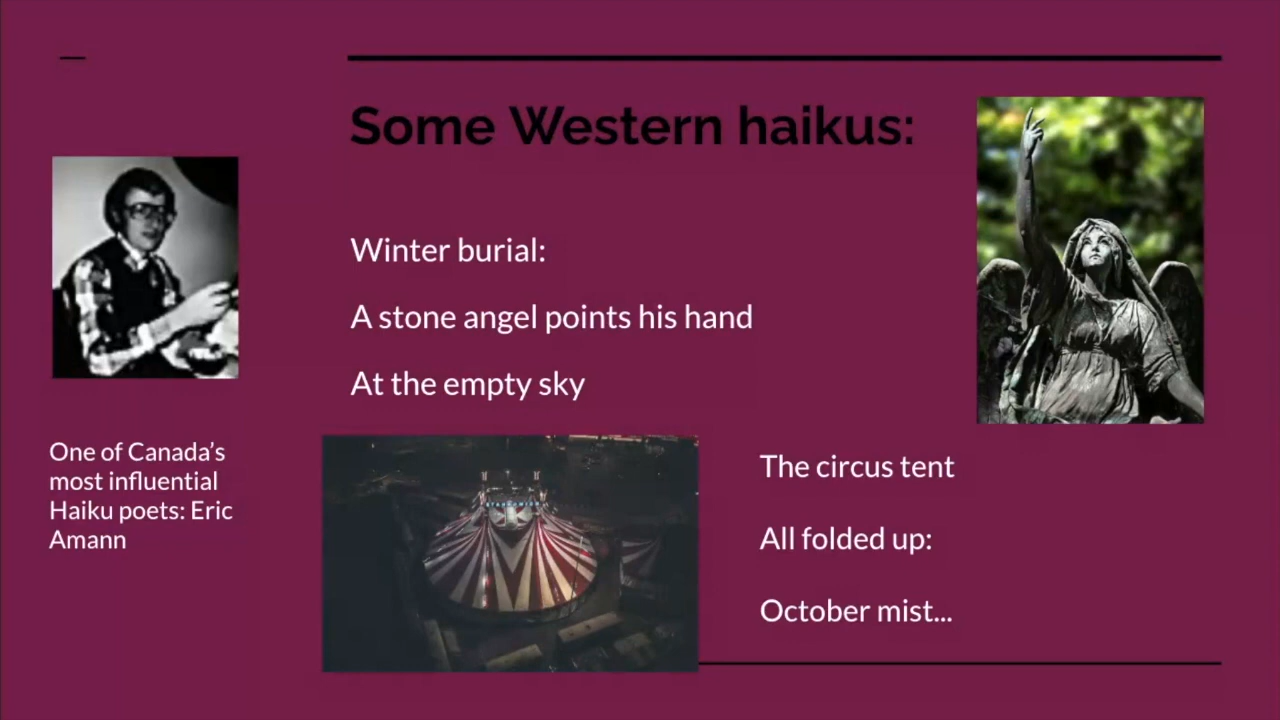 Some Western haikus:
Winter burial:
A stone angel points his hand
At the empty sky
One of Canada's
most influential
Haiku poets: Eric
Amann
The circus tent
All folded up:
October mist...